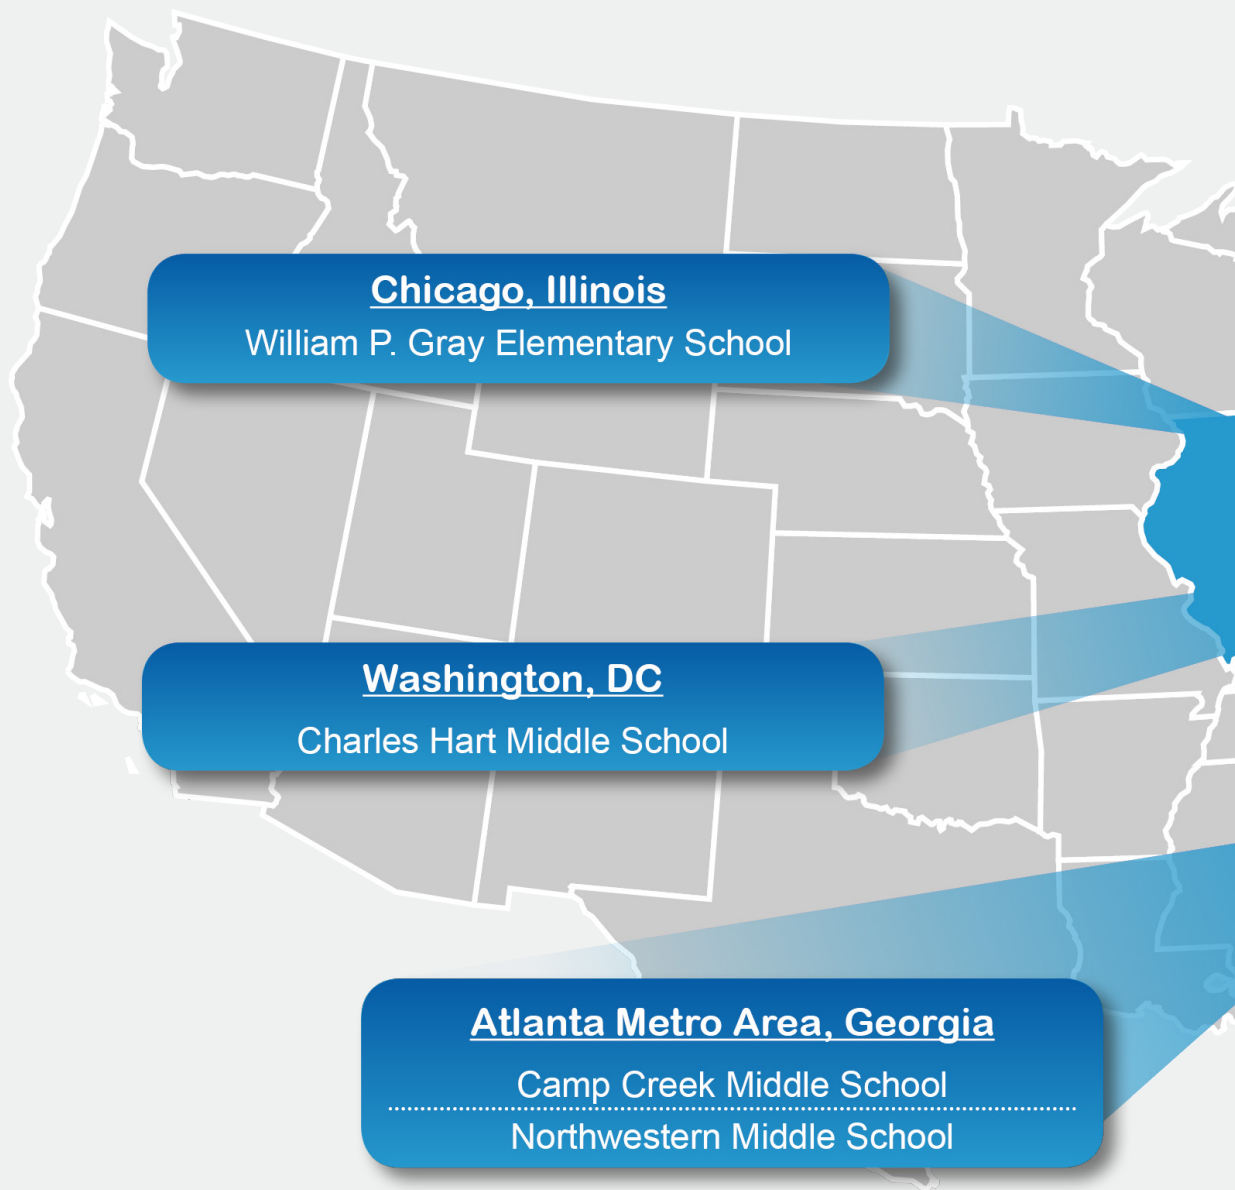 Chicago, Illinois
William P. Gray Elementary School
Washington, DC
Charles Hart Middle School
Atlanta Metro Area, Georgia
Camp Creek Middle School
Northwestern Middle School